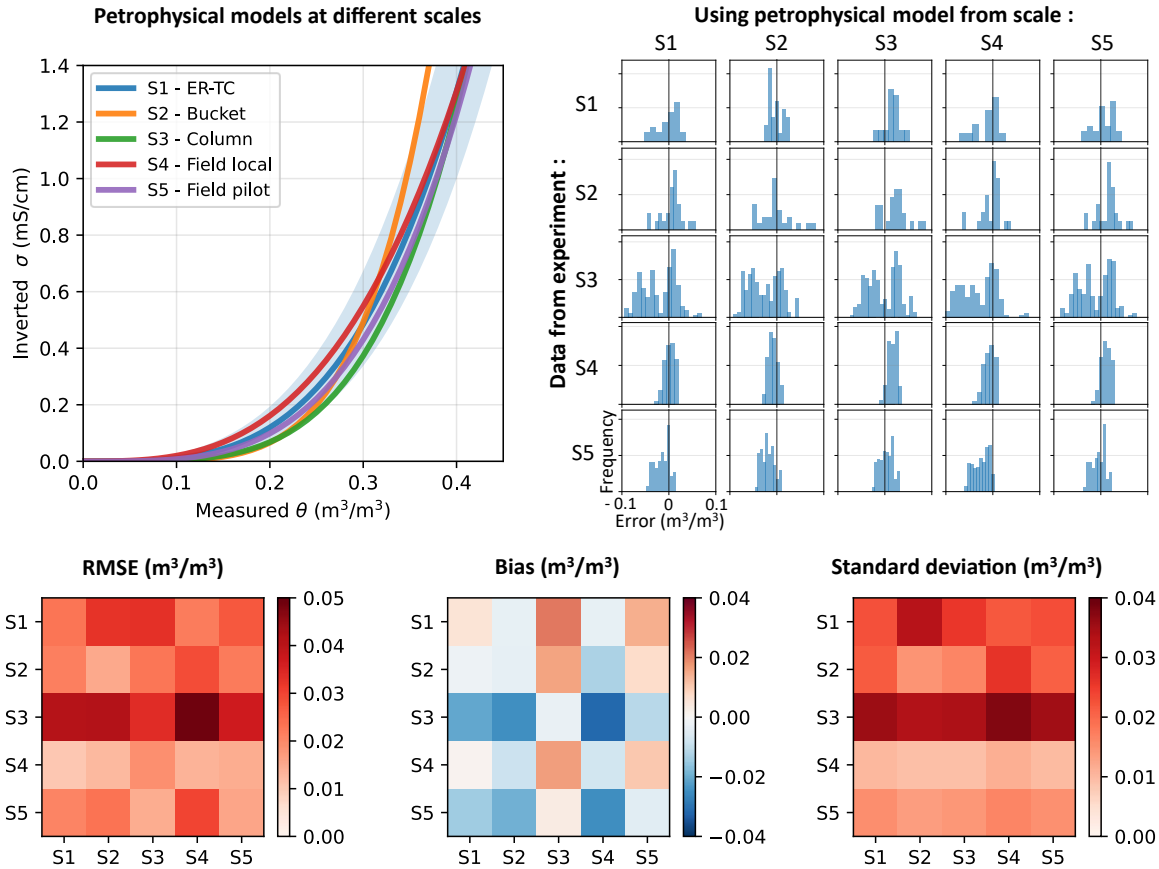 Petrophysical models at different scales
1.4
1.2
1.0
0.8
0.6
0.4
0.2
0.0
Inverted σ (mS/cm)
S1 - ER-TC
S2 - Bucket
S3 - Column
S4 - Field local
S5 - Field pilot
0.0 0.1 0.2 0.3 0.4
Measured θ (m³/m³)
Using petrophysical model from scale :
S1 S2 S3 S4 S5
Data from experiment :
S1
S2
S3
S4
S5
Frequency
- 0.1 0 0.1
Error (m³/m³)
RMSE (m³/m³)
S1
S2
S3
S4
S5
S1 S2 S3 S4 S5
0.05
0.04
0.03
0.02
0.01
0.00
Bias (m³/m³)
S1
S2
S3
S4
S5
S1 S2 S3 S4 S5
0.04
0.02
0.00
−0.02
−0.04
Standard deviation (m³/m³)
S1
S2
S3
S4
S5
S1 S2 S3 S4 S5
0.04
0.03
0.02
0.01
0.00